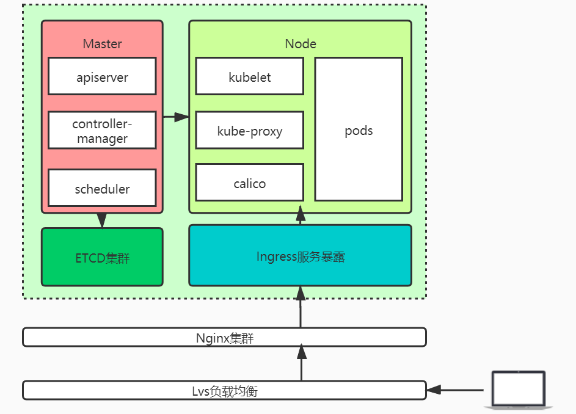 Master
apiserver
controller-
manager
scheduler
Node
kubelet
kube-proxy
calico
pods
ETCD集群
Ingress服务暴露
Nginx集群
Lvs负载均衡